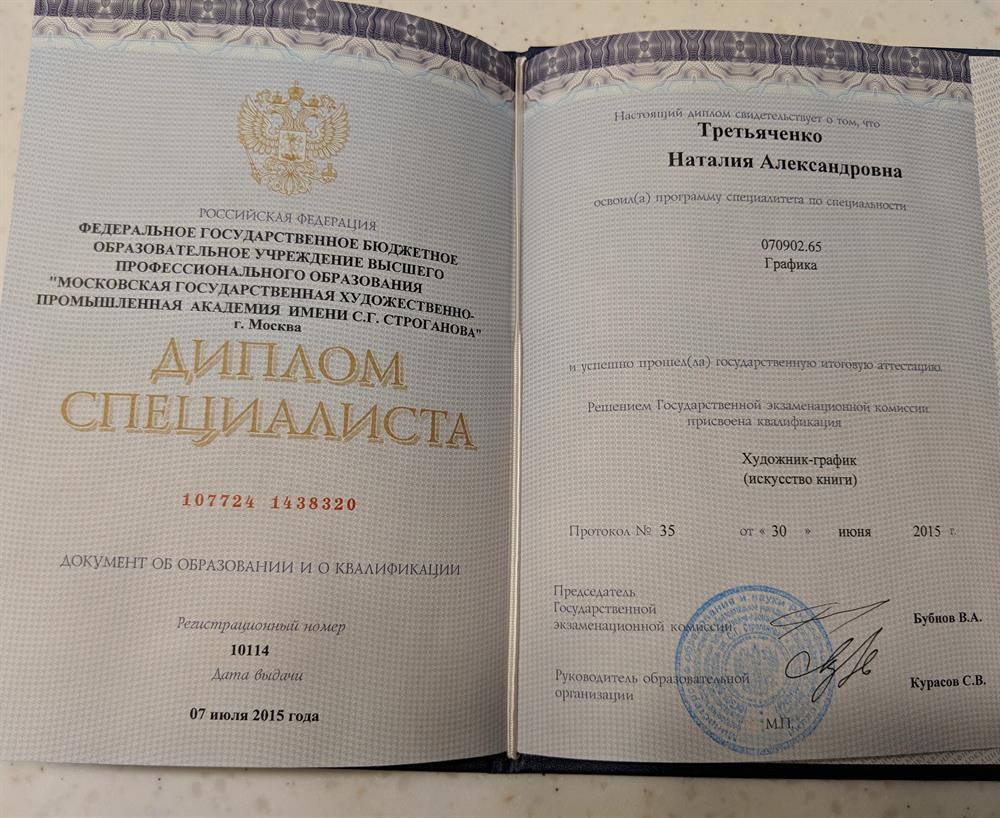 РОССИЙСКАЯ ФЕДЕРАЦИЯ
ФЕДЕРАЛЬНОЕ ГОСУДАРСТВЕННОЕ БЮДЖЕТНОЕ
ОБРАЗОВАТЕЛЬНОЕ УЧРЕЖДЕНИЕ ВЫСШЕГО
ПРОФЕССИОНАЛЬНОГО ОБРАЗОВАНИЯ
"МОСКОВСКАЯ ГОСУДАРСТВЕННАЯ ХУДОЖЕСТВЕННО-
ПРОМЫШЛЕННАЯ АКАДЕМИЯ ИМЕНИ С.Г. СТРОГАНОВА"
г. Москва
ДИПЛОМ
СПЕЦИАЛИСТА
107724 1438320
ДОКУМЕНТ ОБ ОБРАЗОВАНИИ И О КВАЛИФИКАЦИИ
Регистрационный номер
10114
Дата выдачи
07 июля 2015 года
Настоящий диплом свидетельствует о том, что
Третьяченко
Наталия Александровна
освоил(а) программу специалитета по специальности
070902.65
Графика
и успешно прошел(ла) государственную итоговую аттестацию.
Решением Государственной экзаменационной комиссии
присвоена квалификация
Художник-график
(искусство книги)
Протокол № 35 от « 30 » июня 2015 г.
Председатель
Государственной
экзаменационной комиссии
Бубнов В.А.
Руководитель образовательной
организации
Курасов С.В.
М.П.